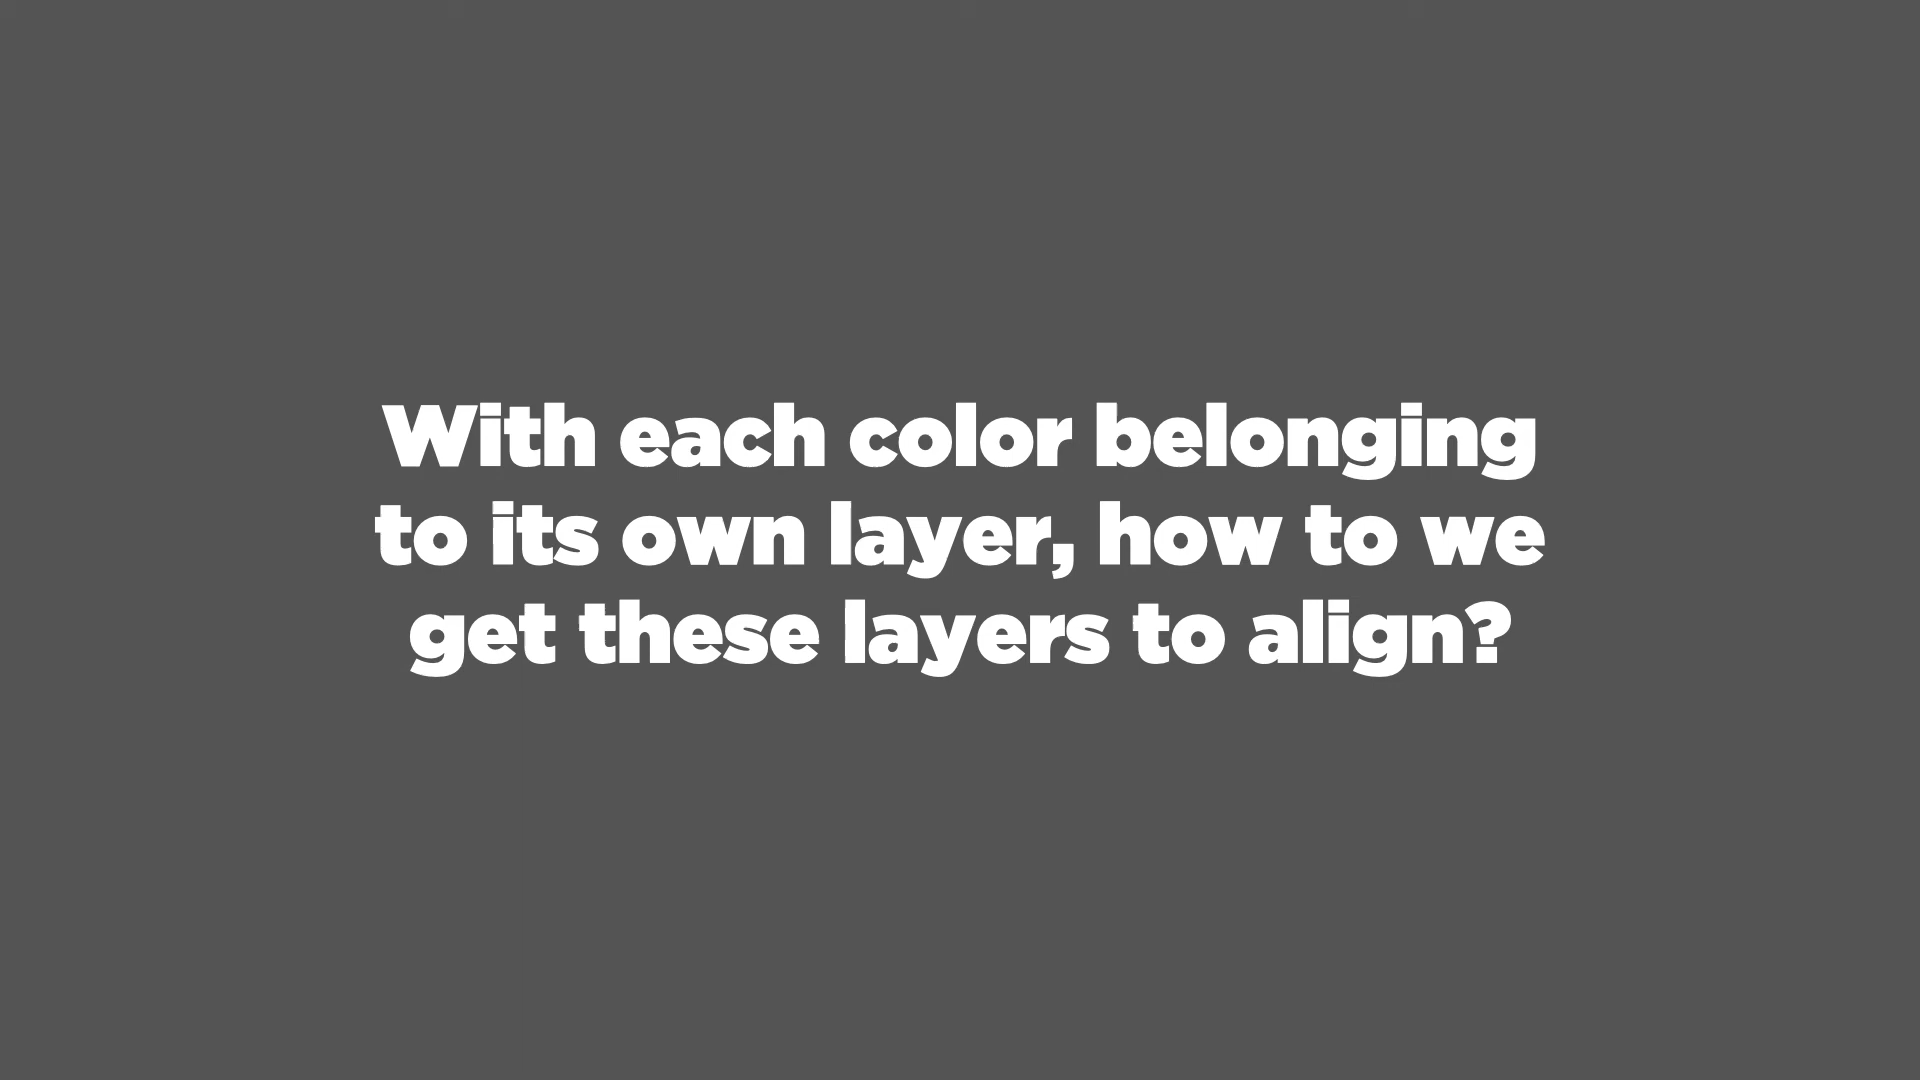 With each color belonging
to its own layer, how to we
get these layers to align?